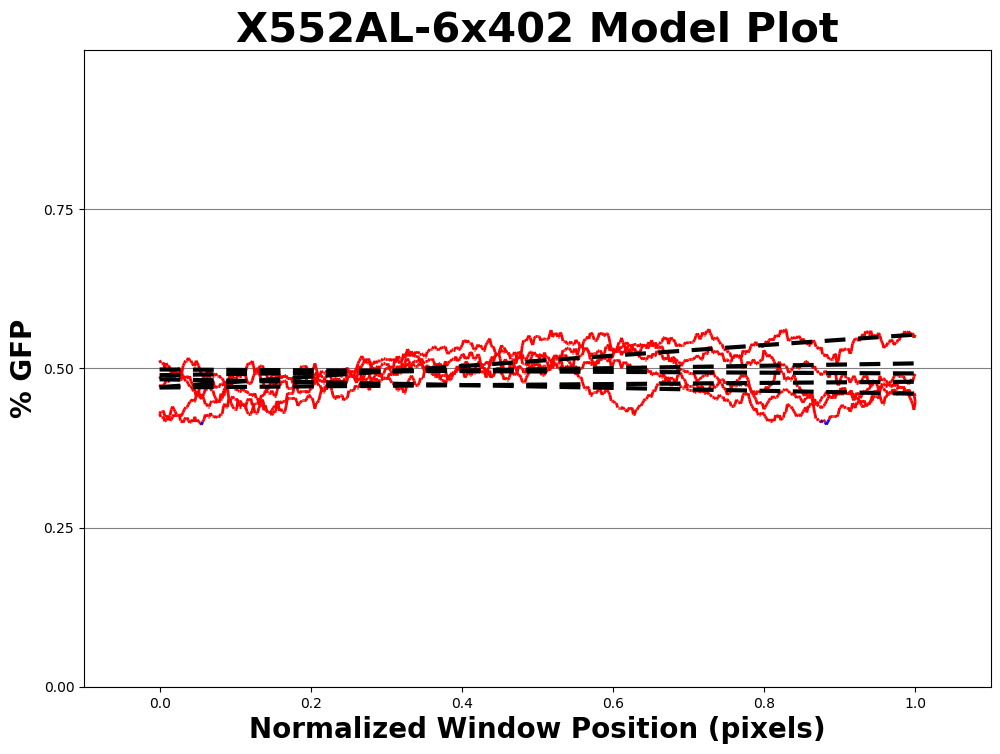 X552AL-6x402 Model Plot
% GFP
0.75
0.50
0.25
0.00
0.0 0.2 0.4 0.6 0.8 1.0
Normalized Window Position (pixels)